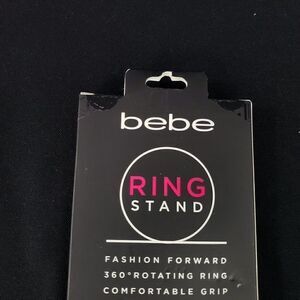 bebe
RING
STAND
FASHION FORWARD
360° ROTATING RING
COMFORTABLE GRIP